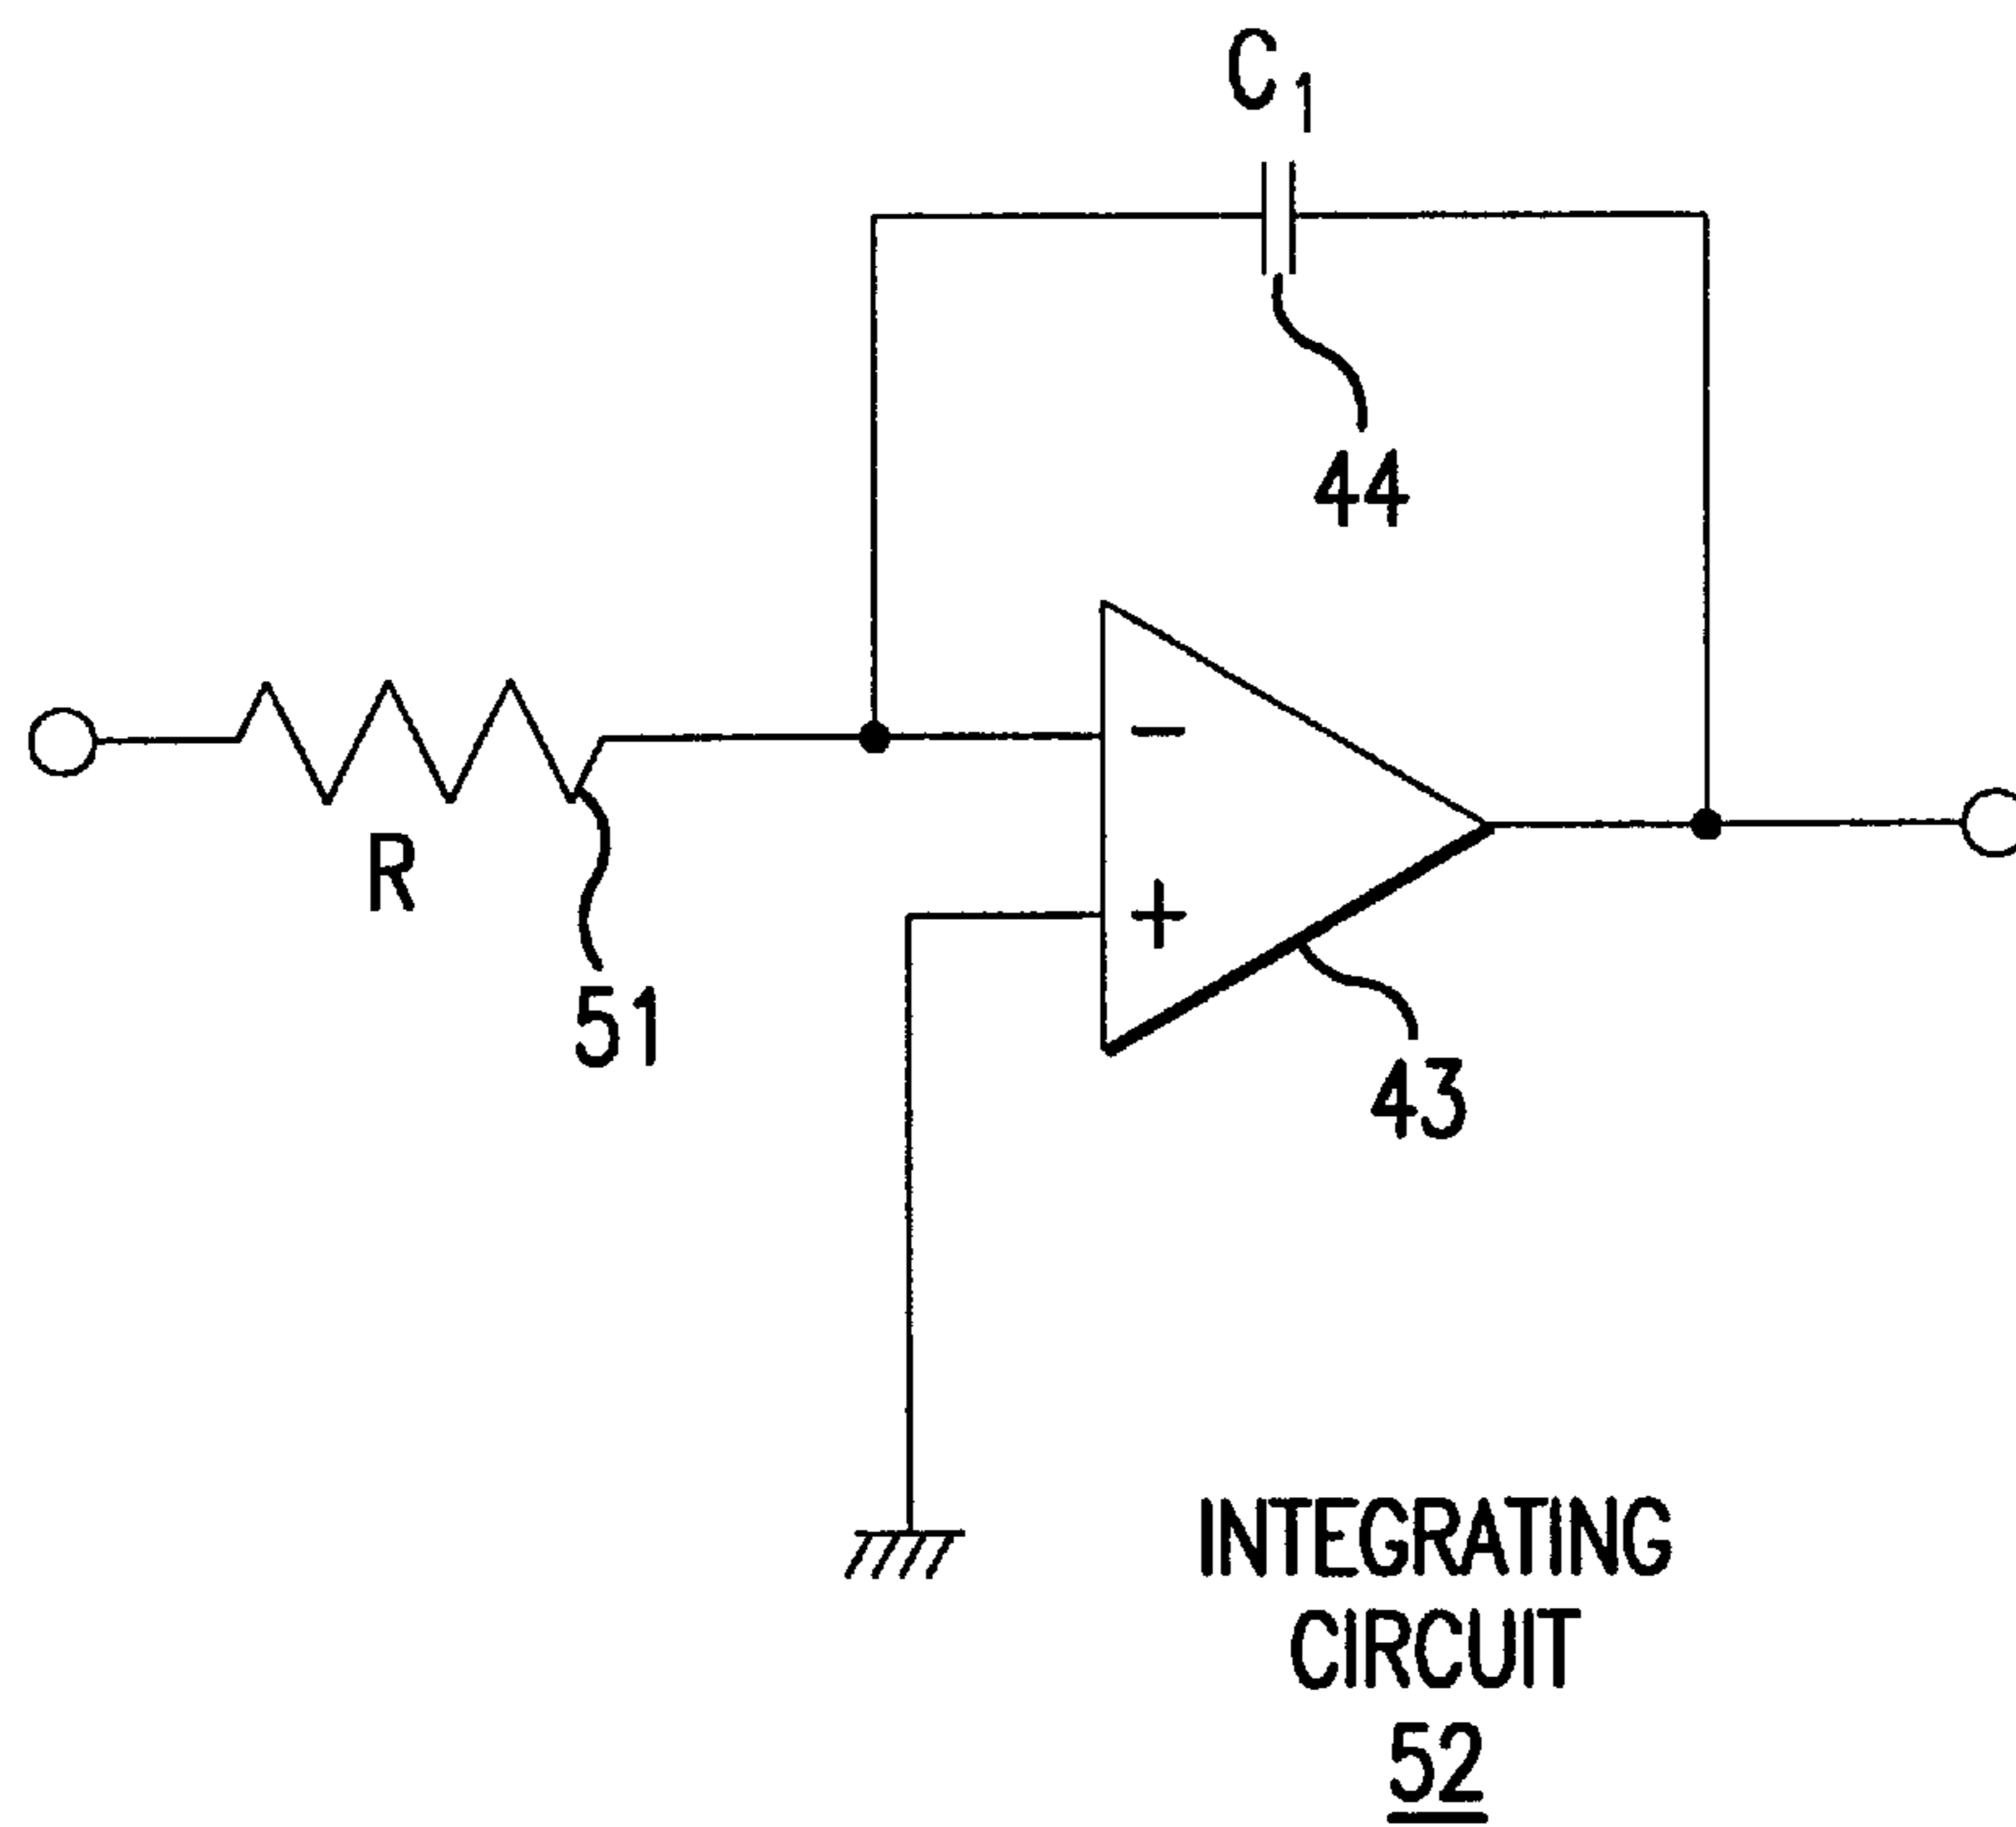 C1
44
−
R
+
51
43
INTEGRATING
CIRCUIT
52